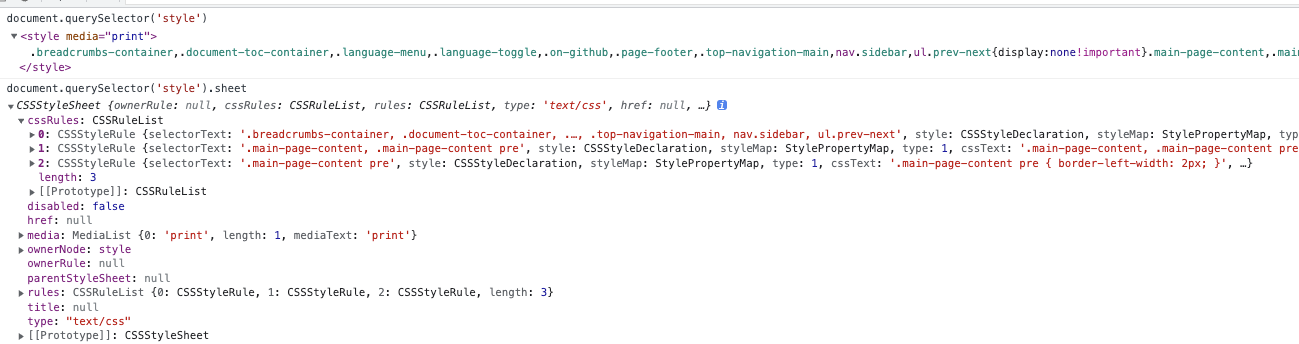 document.querySelector('style')
<style media="print">
.breadcrumbs-container,.document-toc-container,.language-menu,.language-toggle,.on-github,.page-footer,.top-navigation-main,nav.sidebar,ul.prev-next{display:none!important}.main-page-content,.mai
</style>
document.querySelector('style').sheet
CSSStyleSheet {ownerRule: null, cssRules: CSSRuleList, rules: CSSRuleList, type: 'text/css', href: null, …}
cssRules: CSSRuleList
0: CSSStyleRule {selectorText: '.breadcrumbs-container, .document-toc-container, .…, .top-navigation-main, nav.sidebar, ul.prev-next', style: CSSStyleDeclaration, styleMap: StylePropertyMap, typ
1: CSSStyleRule {selectorText: '.main-page-content, .main-page-content pre', style: CSSStyleDeclaration, styleMap: StylePropertyMap, type: 1, cssText: '.main-page-content, .main-page-content pre
2: CSSStyleRule {selectorText: '.main-page-content pre', style: CSSStyleDeclaration, styleMap: StylePropertyMap, type: 1, cssText: '.main-page-content pre { border-left-width: 2px; }', …}
length: 3
[[Prototype]]: CSSRuleList
disabled: false
href: null
media: MediaList {0: 'print', length: 1, mediaText: 'print'}
ownerNode: style
ownerRule: null
parentStyleSheet: null
rules: CSSRuleList {0: CSSStyleRule, 1: CSSStyleRule, 2: CSSStyleRule, length: 3}
title: null
type: "text/css"
[[Prototype]]: CSSStyleSheet